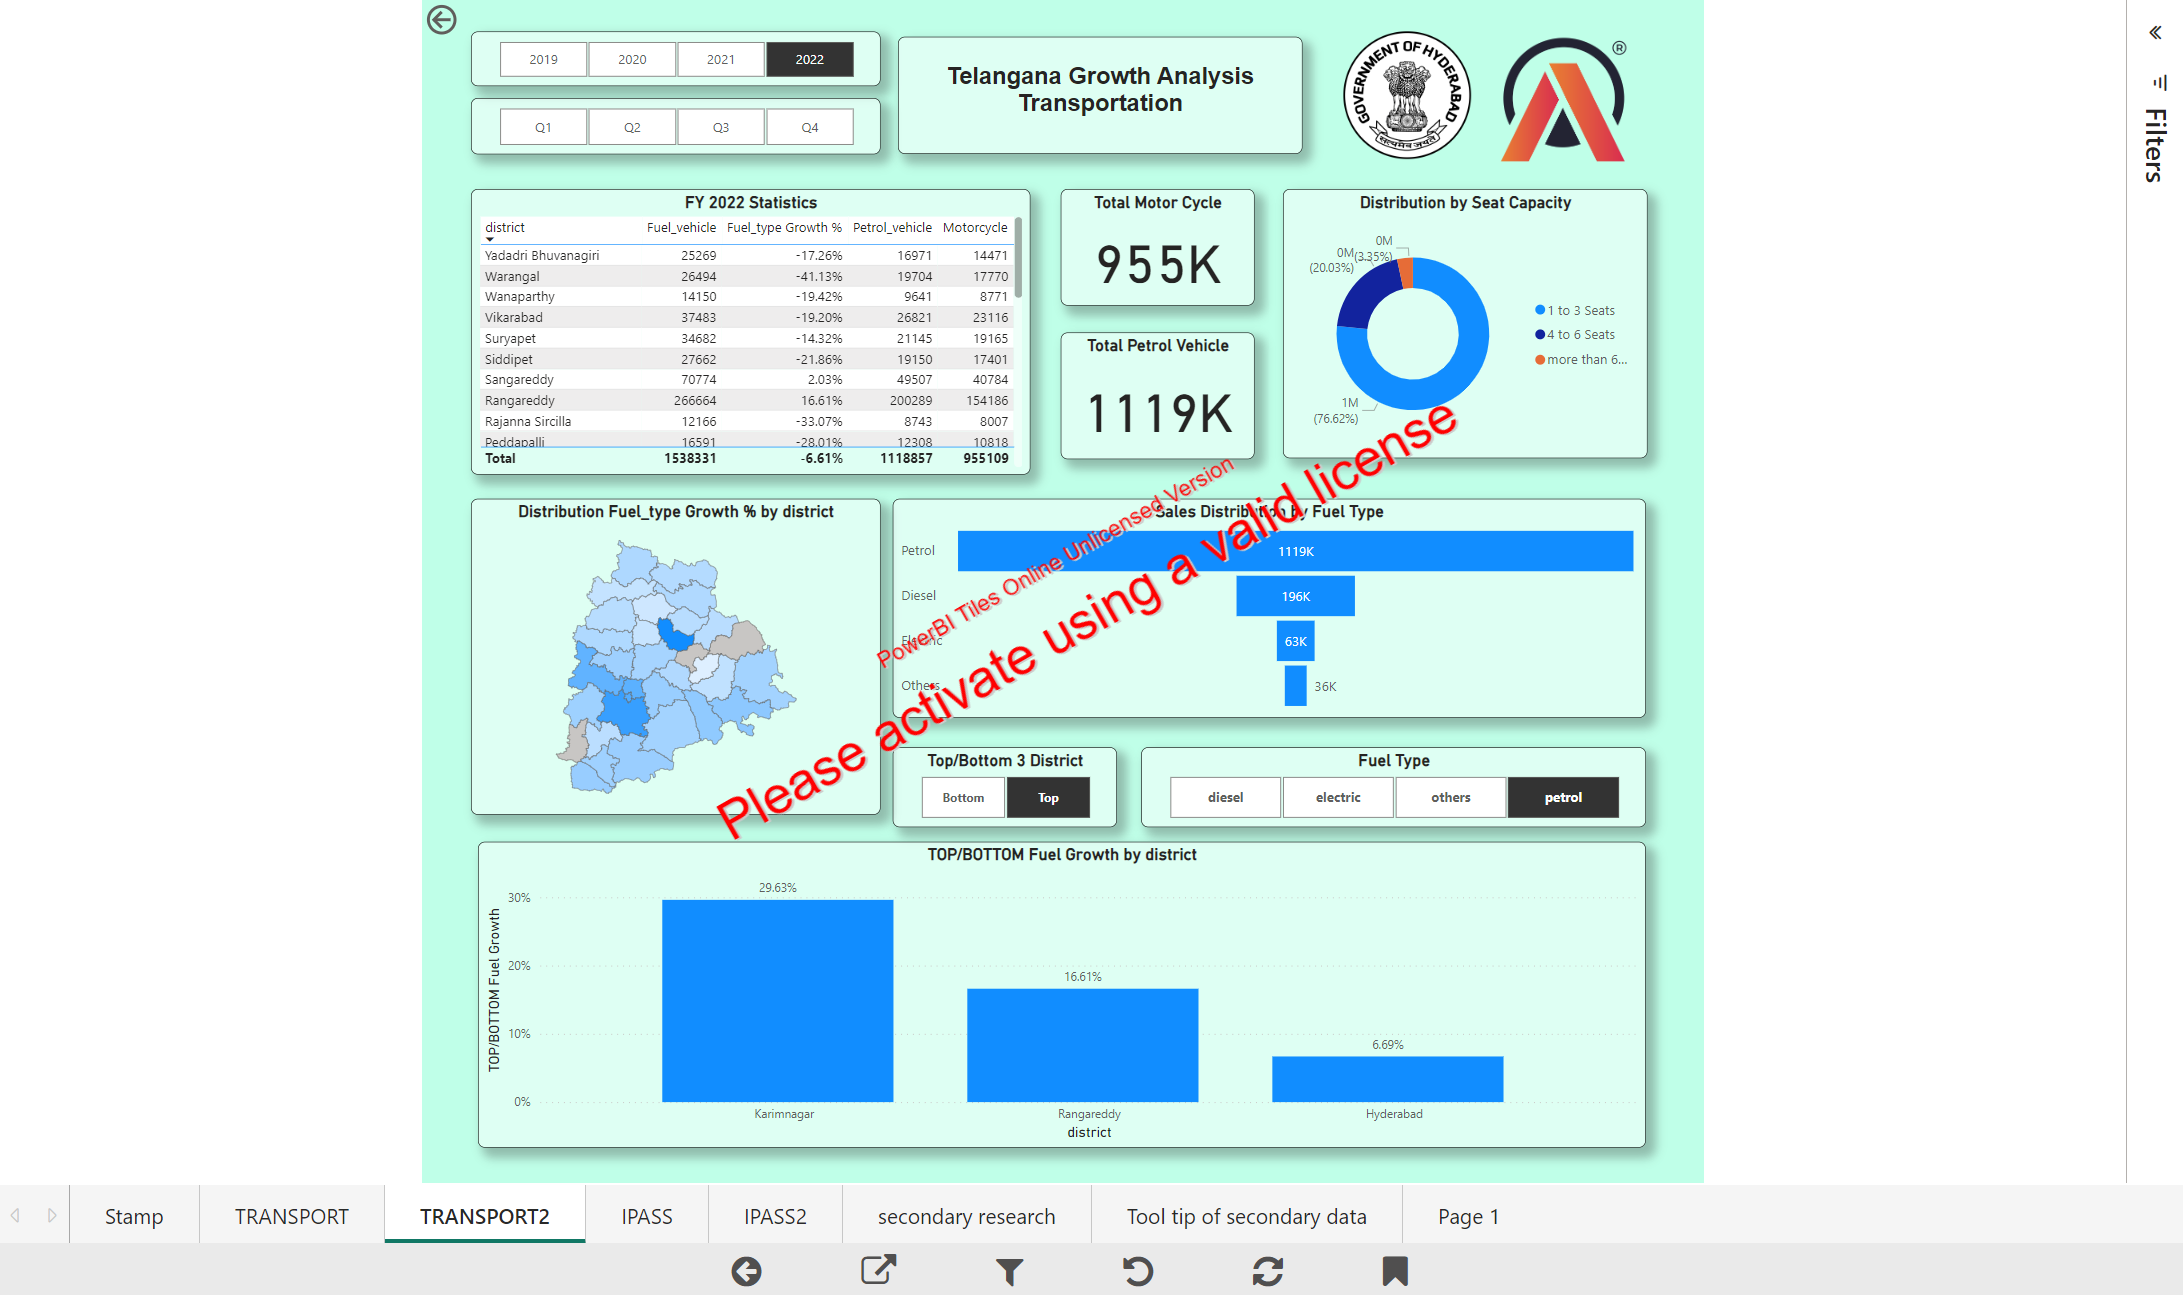 2019 2020 2021 2022
Q1 Q2 Q3 Q4
Telangana Growth Analysis
Transportation
GOVERNMENT OF HYDERABAD
सत्यमेव जयते
®
«
Filters
FY 2022 Statistics
district Fuel_vehicle Fuel_type Growth % Petrol_vehicle Motorcycle
Yadadri Bhuvanagiri 25269 -17.26% 16971 14471
Warangal 26494 -41.13% 19704 17770
Wanaparthy 14150 -19.42% 9641 8771
Vikarabad 37483 -19.20% 26821 23116
Suryapet 34682 -14.32% 21145 19165
Siddipet 27662 -21.86% 19150 17401
Sangareddy 70774 2.03% 49507 40784
Rangareddy 266664 16.61% 200289 154186
Rajanna Sircilla 12166 -33.07% 8743 8007
Peddapalli 16591 -28.01% 12308 10818
Total 1538331 -6.61% 1118857 955109
Total Motor Cycle
955K
Total Petrol Vehicle
1119K
Distribution by Seat Capacity
0M
(3.35%)
0M
(20.03%)
1M
(76.62%)
1 to 3 Seats
4 to 6 Seats
more than 6...
Distribution Fuel_type Growth % by district
Sales Distribution by Fuel Type
Petrol 1119K
Diesel 196K
Electric 63K
Others 36K
PowerBI Tiles Online Unlicensed Version
Please activate using a valid license
Top/Bottom 3 District
Bottom Top
Fuel Type
diesel electric others petrol
TOP/BOTTOM Fuel Growth by district
TOP/BOTTOM Fuel Growth
30%
20%
10%
0%
29.63%
16.61%
6.69%
Karimnagar Rangareddy Hyderabad
district
Stamp TRANSPORT TRANSPORT2 IPASS IPASS2 secondary research Tool tip of secondary data Page 1